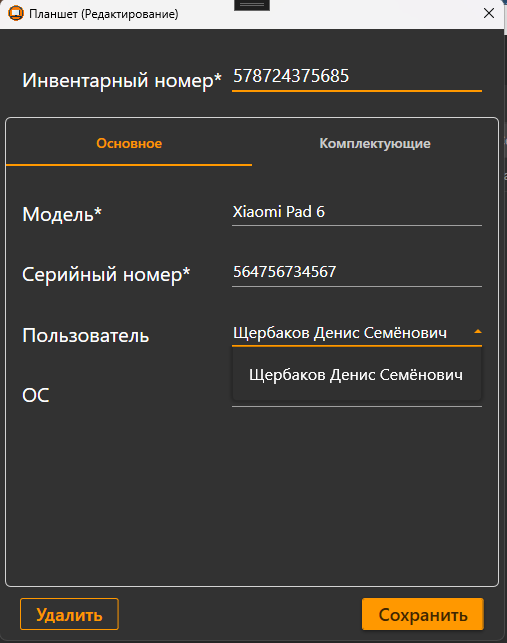 Планшет (Редактирование)
Инвентарный номер* 578724375685
Основное Комплектующие
Модель* Xiaomi Pad 6
Серийный номер* 564756734567
Пользователь Щербаков Денис Семёнович
Щербаков Денис Семёнович
ОС
Удалить Сохранить